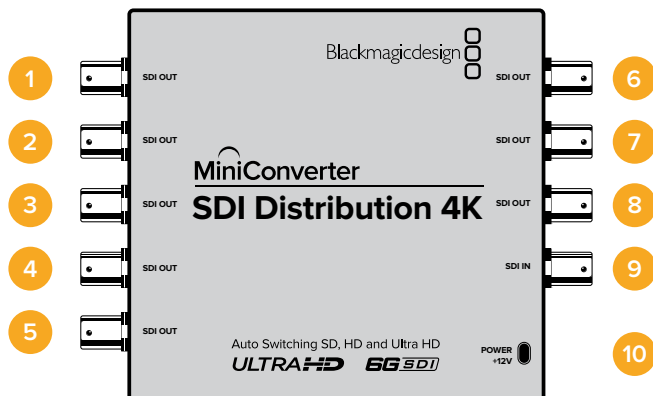 Blackmagicdesign
1
SDI OUT
SDI OUT
6
2
SDI OUT
SDI OUT
7
MiniConverter
3
SDI OUT
SDI Distribution 4K
SDI OUT
8
4
SDI OUT
SDI IN
9
5
SDI OUT
Auto Switching SD, HD and Ultra HD
ULTRAHD 6G SDI
POWER
+12V
10